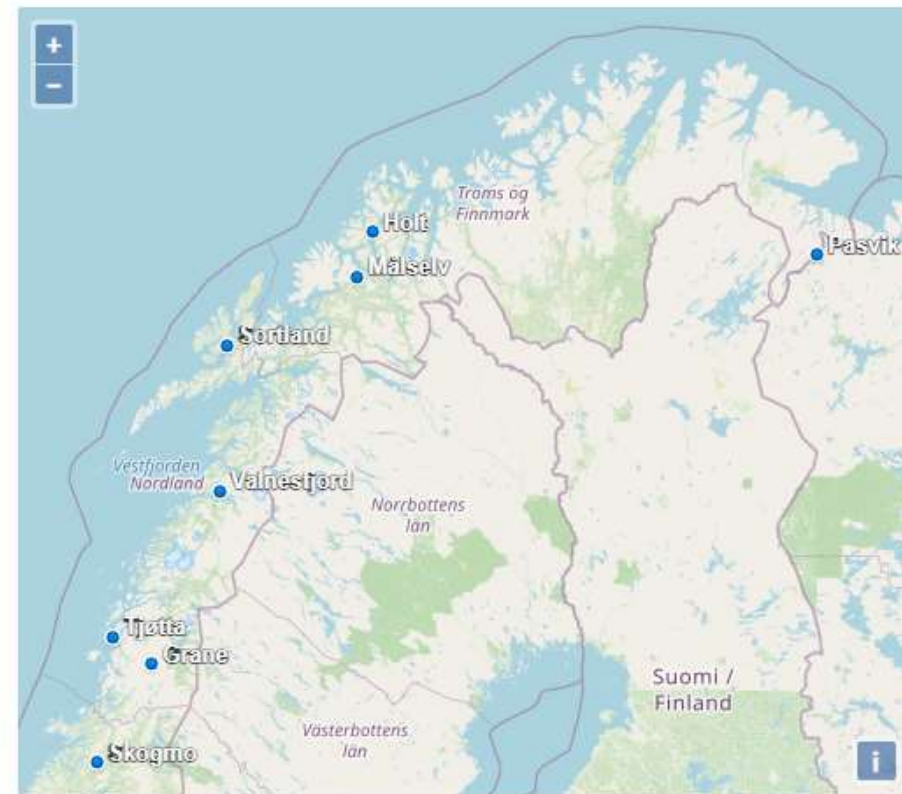 +
−
Troms og
Finnmark
Holt
Målselv
Pasvik
Sortland
Vestfjorden
Nordland
Valnesfjord
Norrbottens
län
Tjøtta
Grane
Suomi /
Finland
Västerbottens
län
Skogmo
i